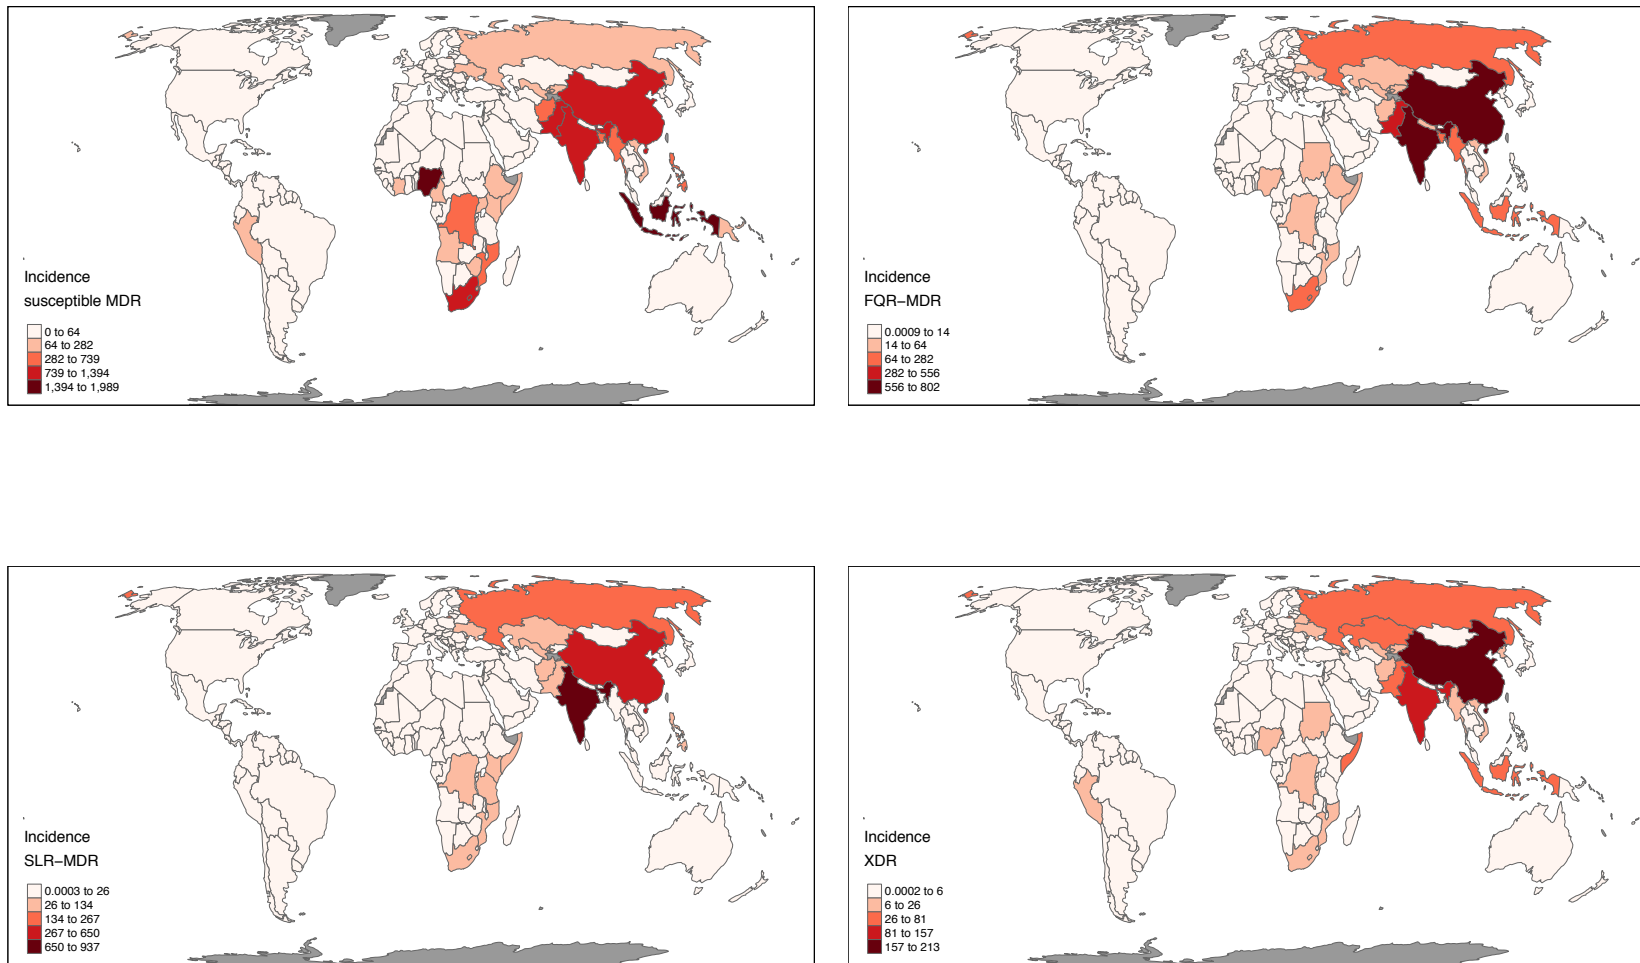 Incidence
susceptible MDR
0 to 64
64 to 282
282 to 739
739 to 1,394
1,394 to 1,989
Incidence
FQR−MDR
0.0009 to 14
14 to 64
64 to 282
282 to 556
556 to 802
Incidence
SLR−MDR
0.0003 to 26
26 to 134
134 to 267
267 to 650
650 to 937
Incidence
XDR
0.0002 to 6
6 to 26
26 to 81
81 to 157
157 to 213